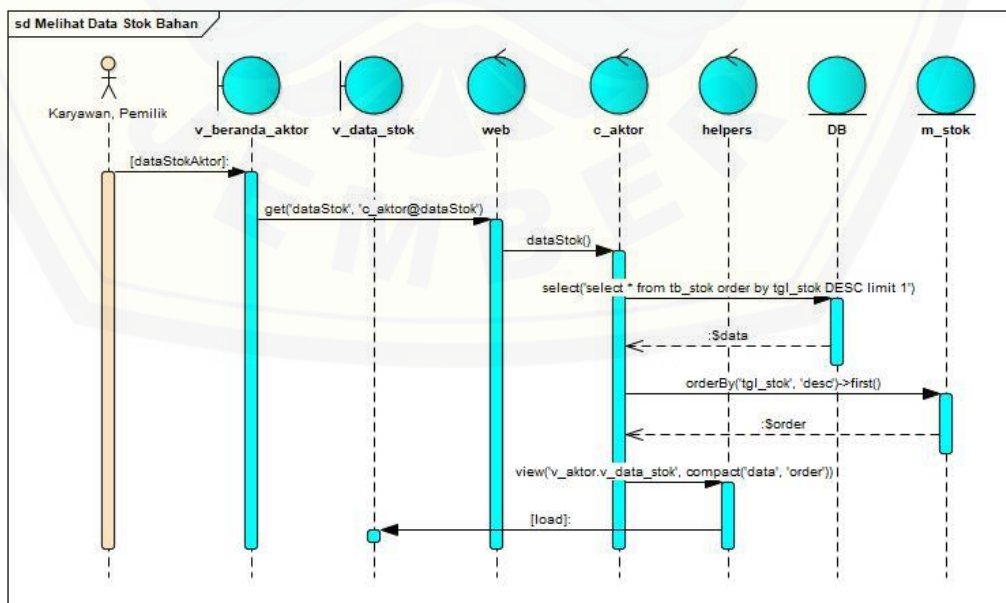 sd Melihat Data Stok Bahan
Karyawan, Pemilik
v_beranda_aktor
v_data_stok
web
c_aktor
helpers
DB
m_stok
[dataStokAktor]:
get('dataStok', 'c_aktor@dataStok')
dataStok()
select('select * from tb_stok order by tgl_stok DESC limit 1')
:$data
orderBy('tgl_stok', 'desc')->first()
:$order
view('v_aktor.v_data_stok', compact('data', 'order'))
[load]:
JEMBER